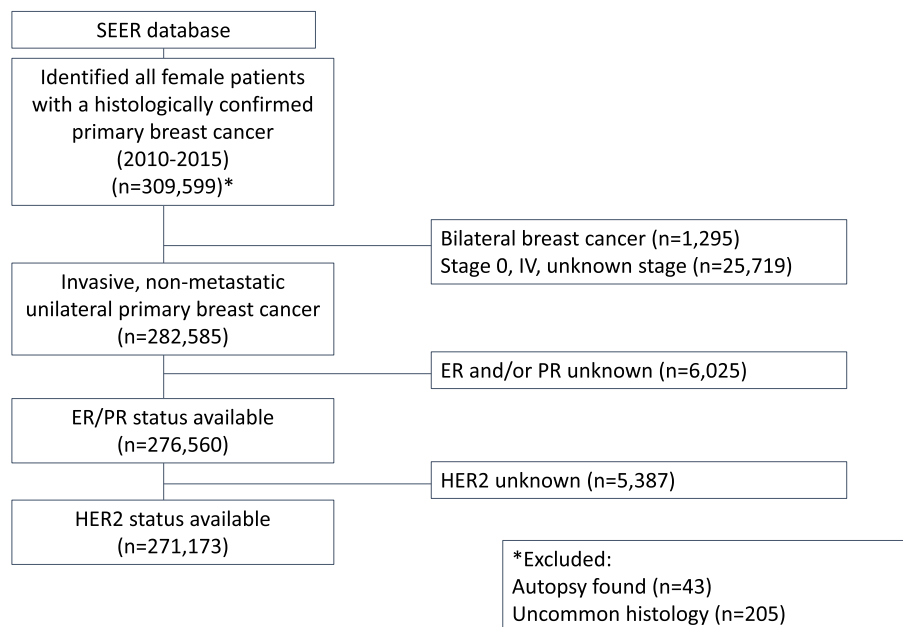 SEER database
Identified all female patients
with a histologically confirmed
primary breast cancer
(2010-2015)
(n=309,599)*
Bilateral breast cancer (n=1,295)
Stage 0, IV, unknown stage (n=25,719)
Invasive, non-metastatic
unilateral primary breast cancer
(n=282,585)
ER and/or PR unknown (n=6,025)
ER/PR status available
(n=276,560)
HER2 unknown (n=5,387)
HER2 status available
(n=271,173)
*Excluded:
Autopsy found (n=43)
Uncommon histology (n=205)